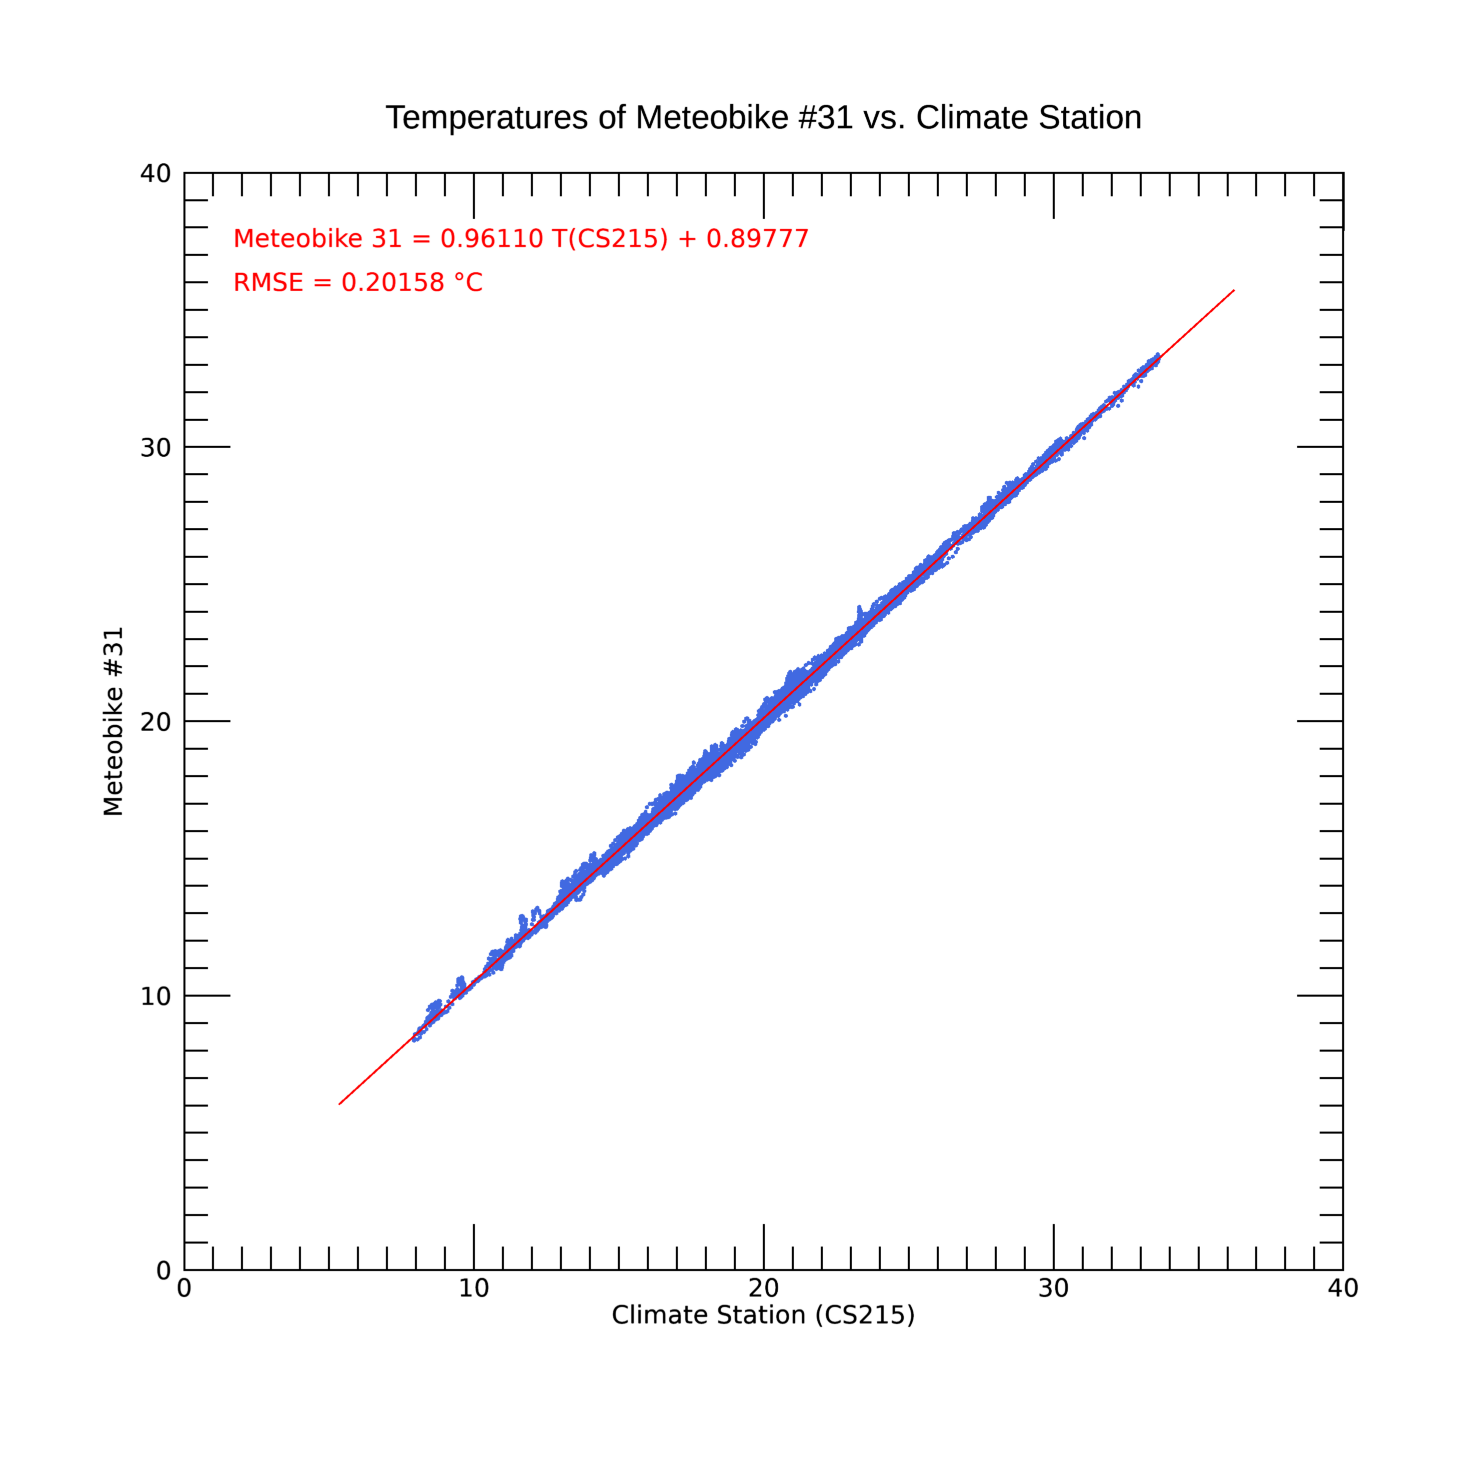 Temperatures of Meteobike #31 vs. Climate Station
40
Meteobike 31 = 0.96110 T(CS215) + 0.89777
RMSE = 0.20158 °C
30
Meteobike #31
20
10
0
0 10 20 30 40
Climate Station (CS215)